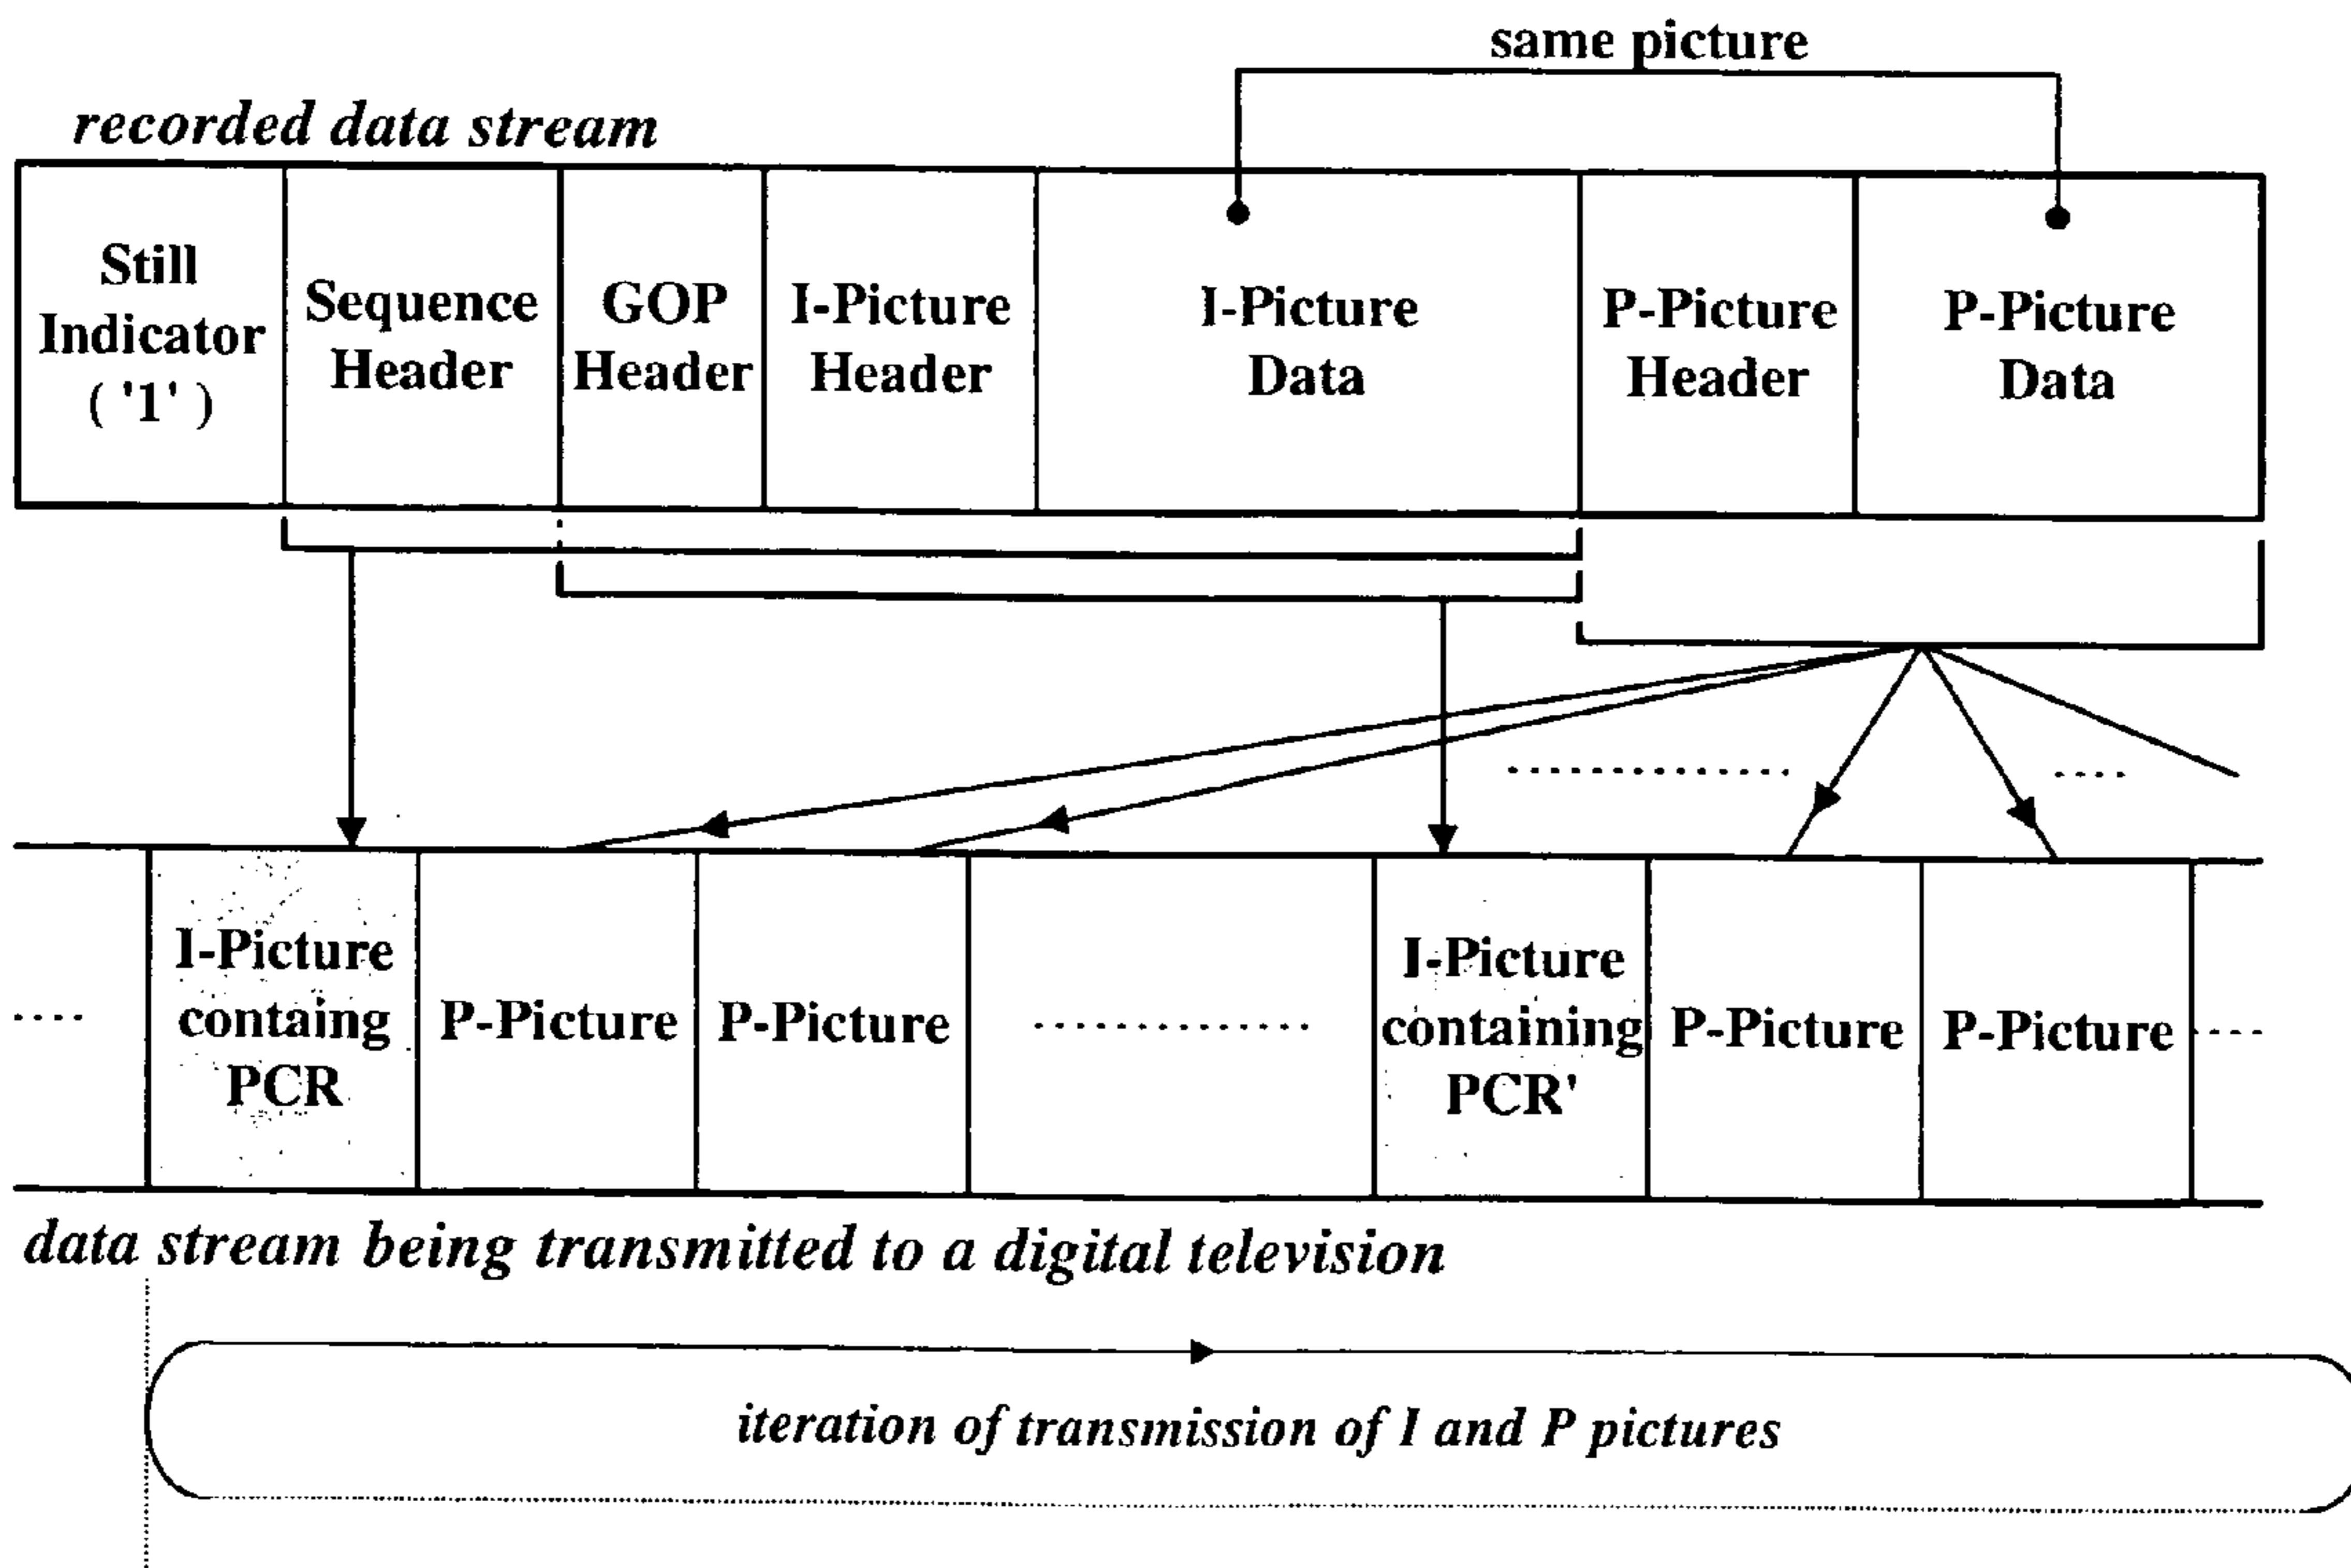 same picture
recorded data stream
Still
Indicator
( '1' )
Sequence
Header
GOP
Header
I-Picture
Header
I-Picture
Data
P-Picture
Header
P-Picture
Data
I-Picture
containg
PCR
P-Picture
P-Picture
I-Picture
containing
PCR'
P-Picture
P-Picture
data stream being transmitted to a digital television
iteration of transmission of I and P pictures